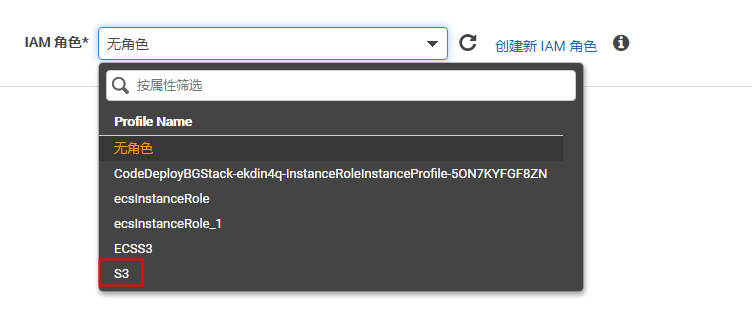 IAM 角色* 无角色 创建新 IAM 角色
按属性筛选
Profile Name
无角色
CodeDeployBGStack-ekdin4q-InstanceRoleInstanceProfile-5ON7KYFGF8ZN
ecsInstanceRole
ecsInstanceRole_1
ECSS3
S3